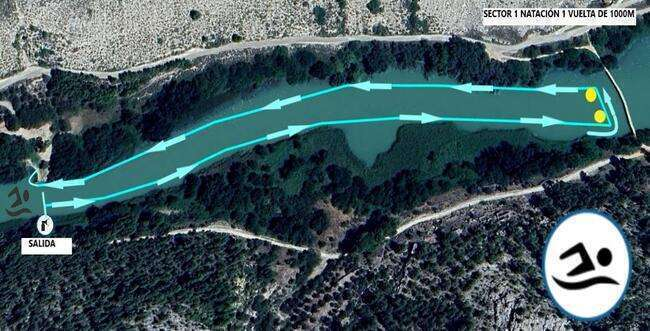 SECTOR 1 NATACIÓN 1 VUELTA DE 1000M
SALIDA